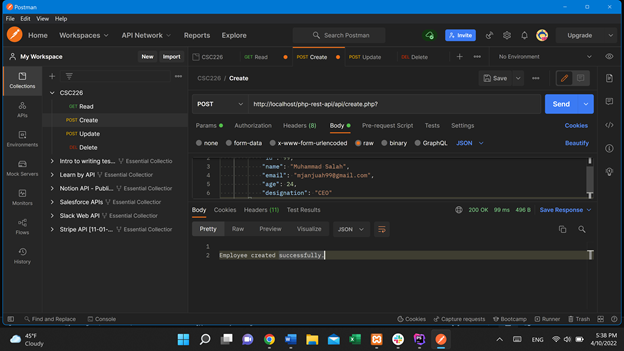 Postman
File Edit View Help
Home Workspaces API Network Reports Explore Search Postman Invite Upgrade
My Workspace New Import CSC226 GET Read POST Create POST Update DEL Delete No Environment
Collections
APIs
Environments
Mock Servers
Monitors
Flows
History
CSC226
GET Read
POST Create
POST Update
DEL Delete
Intro to writing tes... Essential Collectio
Learn by API Essential Collection
Notion API - Publi... Essential Collectio
Salesforce APIs Essential Collection
Slack Web API Essential Collection
Stripe API [11-01-... Essential Collectio
CSC226 / Create Save
POST http://localhost/php-rest-api/api/create.php? Send
Params Authorization Headers (8) Body Pre-request Script Tests Settings Cookies
none form-data x-www-form-urlencoded raw binary GraphQL JSON Beautify
3 "name": "Muhammad Salah",
4 "email": "mjanjuah99@gmail.com",
5 "age": 24,
6 "designation": "CEO"
Body Cookies Headers (11) Test Results 200 OK 99 ms 496 B Save Response
Pretty Raw Preview Visualize JSON
1
2 Employee created successfully.
Find and Replace Console Cookies Capture requests Bootcamp Runner Trash
45°F
Cloudy
ENG
5:38 PM
4/10/2022